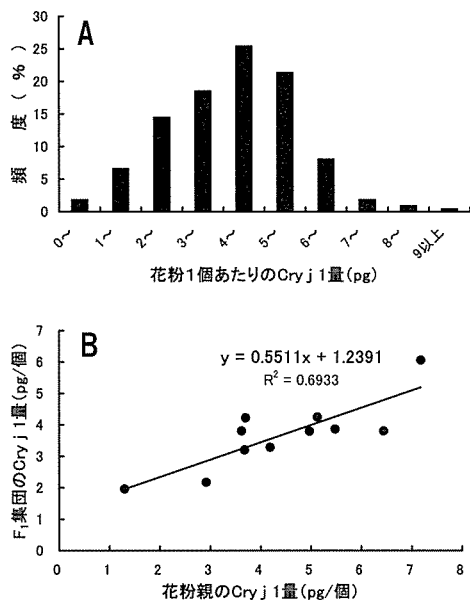 A
頻 度 ( % )
30
25
20
15
10
5
0
0~ 1~ 2~ 3~ 4~ 5~ 6~ 7~ 8~ 9以上
花粉1個あたりのCry j 1量(pg)
B
F₁集団のCry j 1量(pg/個)
y = 0.5511x + 1.2391
R² = 0.6933
7
6
5
4
3
2
1
0
0 1 2 3 4 5 6 7 8
花粉親のCry j 1量(pg/個)